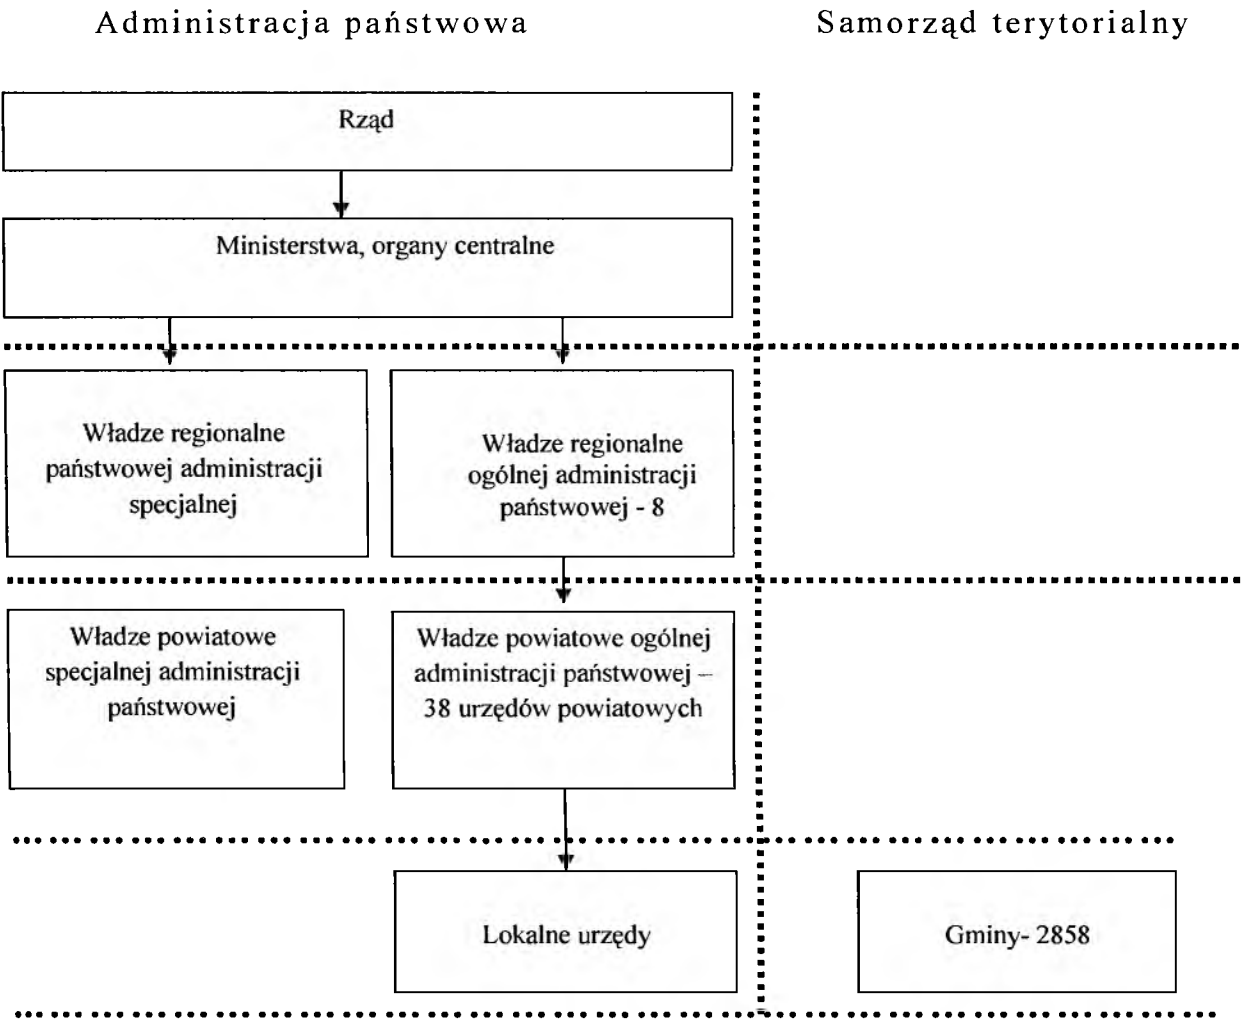 Administracja państwowa
Samorząd terytorialny
Rząd
Ministerstwa, organy centralne
Władze regionalne
państwowej administracji
specjalnej
Władze regionalne
ogólnej administracji
państwowej - 8
Władze powiatowe
specjalnej administracji
państwowej
Władze powiatowe ogólnej
administracji państwowej –
38 urzędów powiatowych
Lokalne urzędy
Gminy- 2858